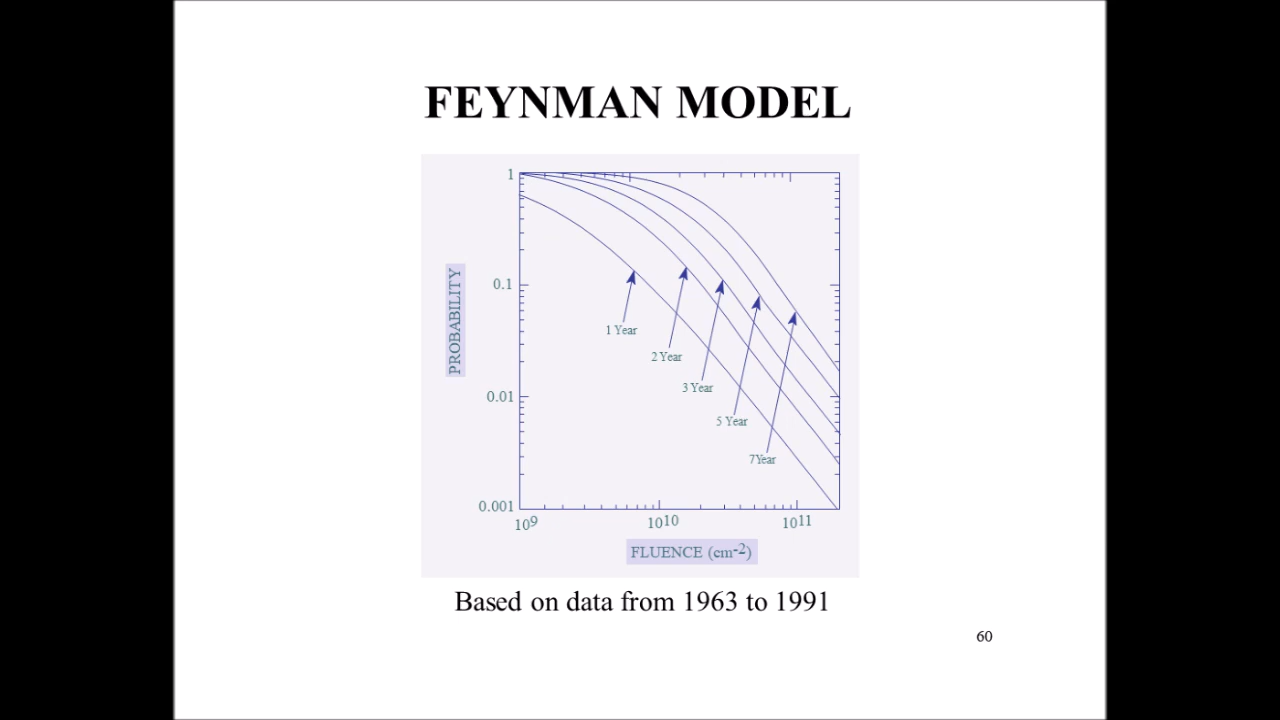 FEYNMAN MODEL
1
0.1
0.01
0.001
PROBABILITY
1 Year
2 Year
3 Year
5 Year
7Year
10⁹
10¹⁰
10¹¹
FLUENCE (cm⁻²)
Based on data from 1963 to 1991
60